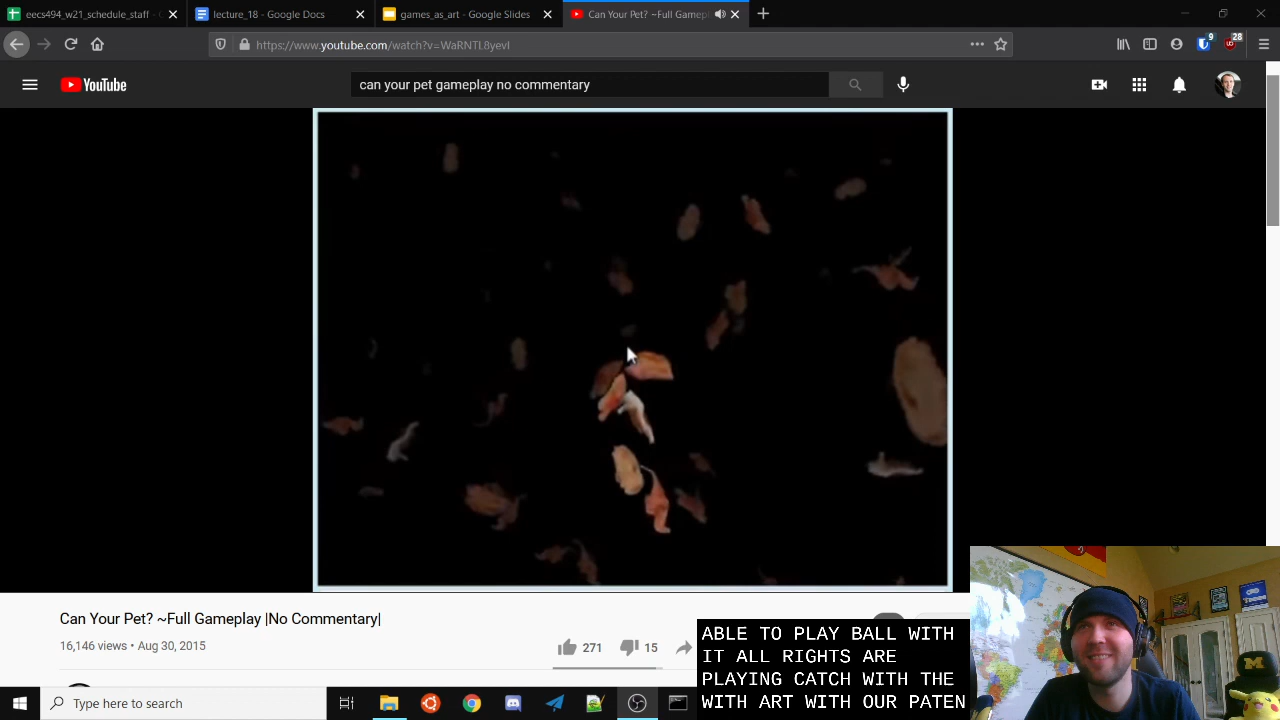 eecs494_w21_schedule_staff -
lecture_18 - Google Docs
games_as_art - Google Slides
Can Your Pet? ~Full Gamepl
https://www.youtube.com/watch?v=WaRNTL8yevI
9
28
YouTube
can your pet gameplay no commentary
Can Your Pet? ~Full Gameplay |No Commentary|
16,146 views • Aug 30, 2015
271
15
ABLE TO PLAY BALL WITH
IT ALL RIGHTS ARE
PLAYING CATCH WITH THE
WITH ART WITH OUR PATEN
M
Type here to search